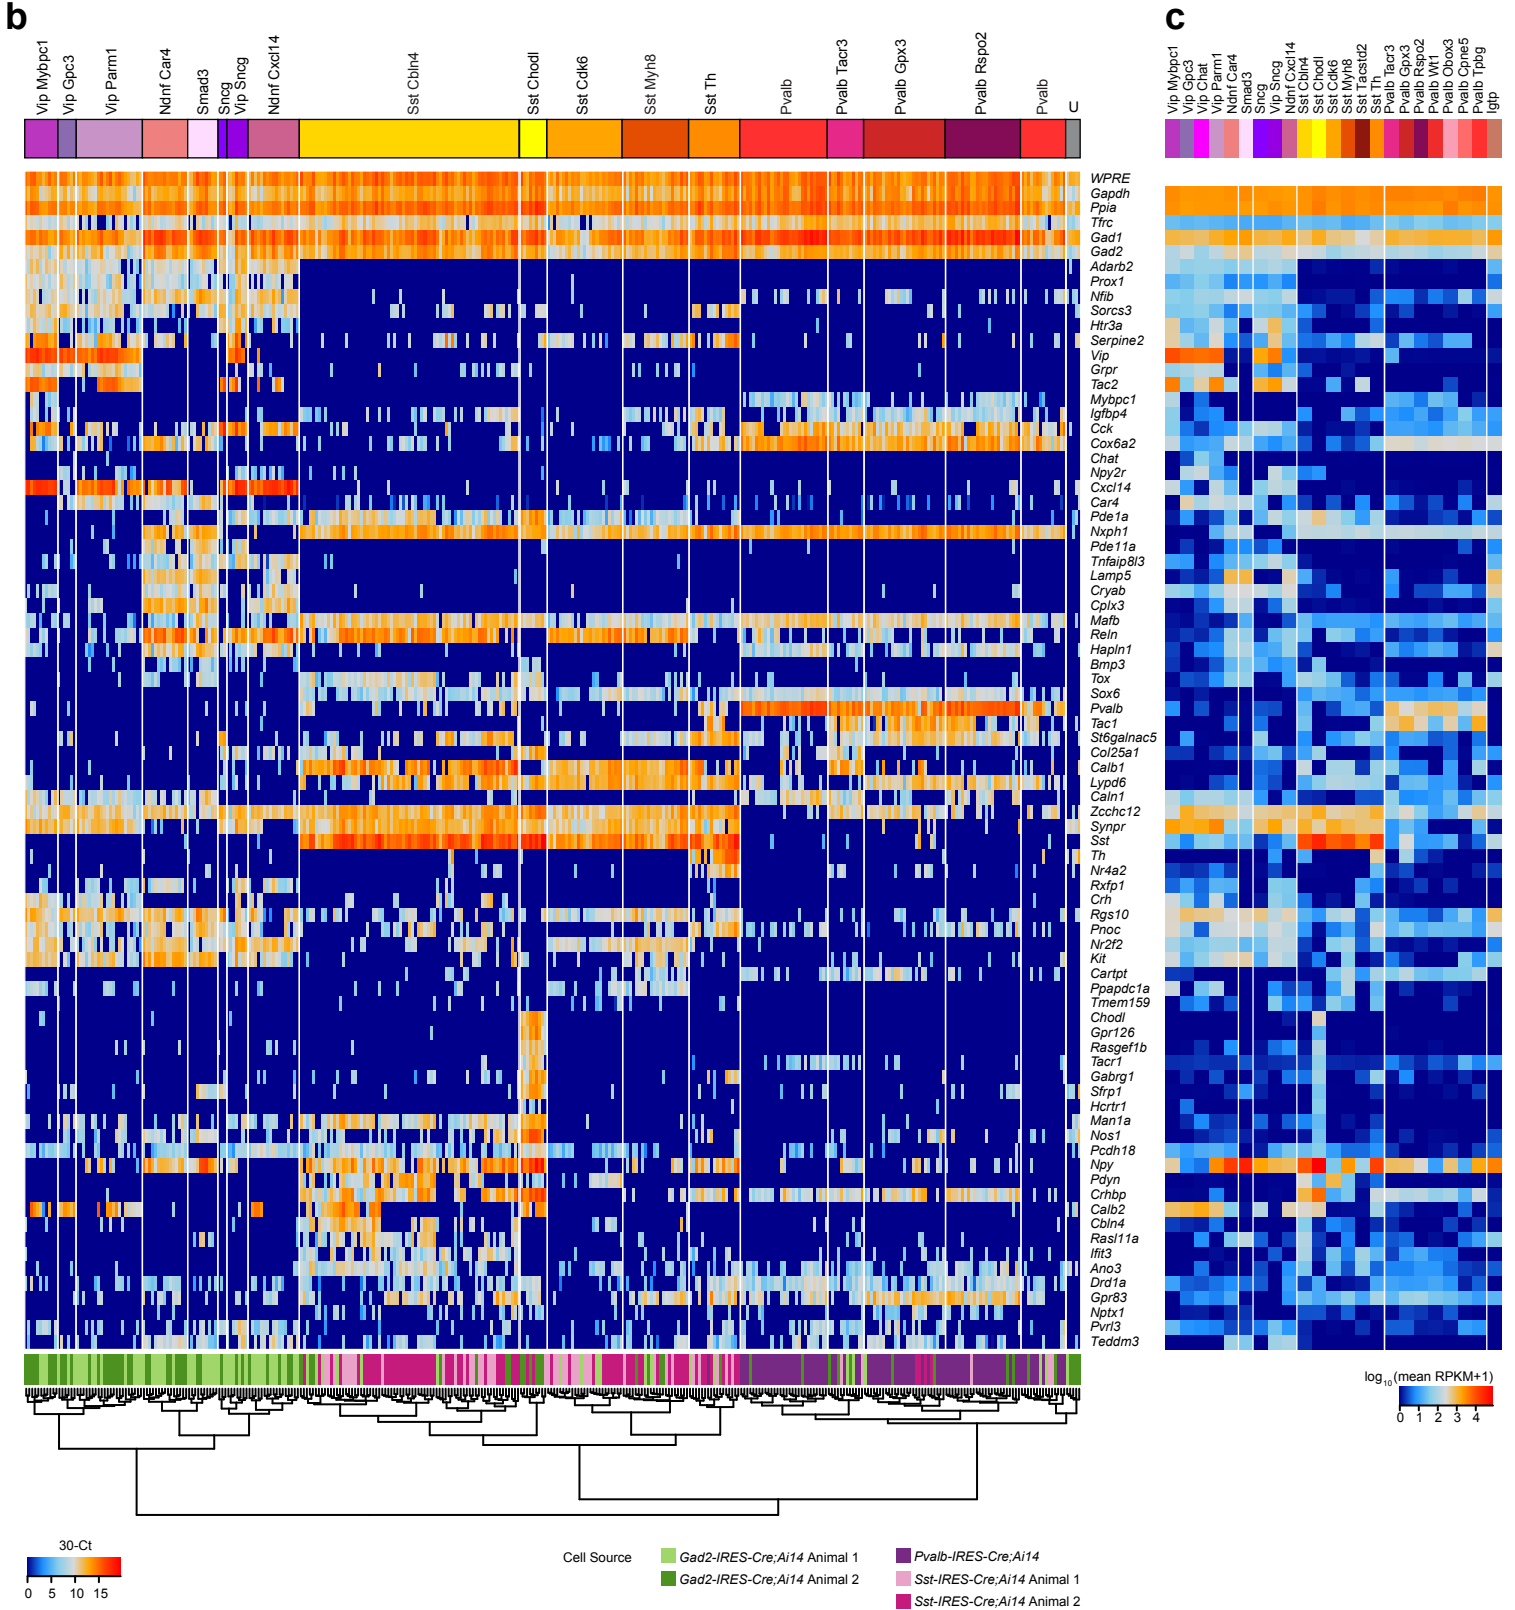 b
c
Vip Mybpc1
Vip Gpc3
Vip Parm1
Ndnf Car4
Smad3
Sncg
Vip Sncg
Ndnf Cxcl14
Sst Cbln4
Sst Chodl
Sst Cdk6
Sst Myh8
Sst Th
Pvalb
Pvalb Tacr3
Pvalb Gpx3
Pvalb Rspo2
Pvalb
U
Vip Mybpc1
Vip Gpc3
Vip Chat
Vip Parm1
Ndnf Car4
Smad3
Sncg
Vip Sncg
Ndnf Cxcl14
Sst Cbln4
Sst Chodl
Sst Cdk6
Sst Myh8
Sst Tacstd2
Sst Th
Pvalb Tacr3
Pvalb Gpx3
Pvalb Rspo2
Pvalb Wt1
Pvalb Obox3
Pvalb Cpne5
Pvalb Tpbg
Igtp
WPRE
Gapdh
Ppia
Tfrc
Gad1
Gad2
Adarb2
Prox1
Nfib
Sorcs3
Htr3a
Serpine2
Vip
Grpr
Tac2
Mybpc1
Igfbp4
Cck
Cox6a2
Chat
Npy2r
Cxcl14
Car4
Pde1a
Nxph1
Pde11a
Tnfaip8l3
Lamp5
Cryab
Cplx3
Mafb
Reln
Hapln1
Bmp3
Tox
Sox6
Pvalb
Tac1
St6galnac5
Col25a1
Calb1
Lypd6
Caln1
Zcchc12
Synpr
Sst
Th
Nr4a2
Rxfp1
Crh
Rgs10
Pnoc
Nr2f2
Kit
Cartpt
Ppapdc1a
Tmem159
Chodl
Gpr126
Rasgef1b
Tacr1
Gabrg1
Sfrp1
Hcrtr1
Man1a
Nos1
Pcdh18
Npy
Pdyn
Crhbp
Calb2
Cbln4
Rasl11a
Ifit3
Ano3
Drd1a
Gpr83
Nptx1
Pvrl3
Teddm3
log10(mean RPKM+1)
0 1 2 3 4
30-Ct
0 5 10 15
Cell Source
Gad2-IRES-Cre;Ai14 Animal 1
Gad2-IRES-Cre;Ai14 Animal 2
Pvalb-IRES-Cre;Ai14
Sst-IRES-Cre;Ai14 Animal 1
Sst-IRES-Cre;Ai14 Animal 2